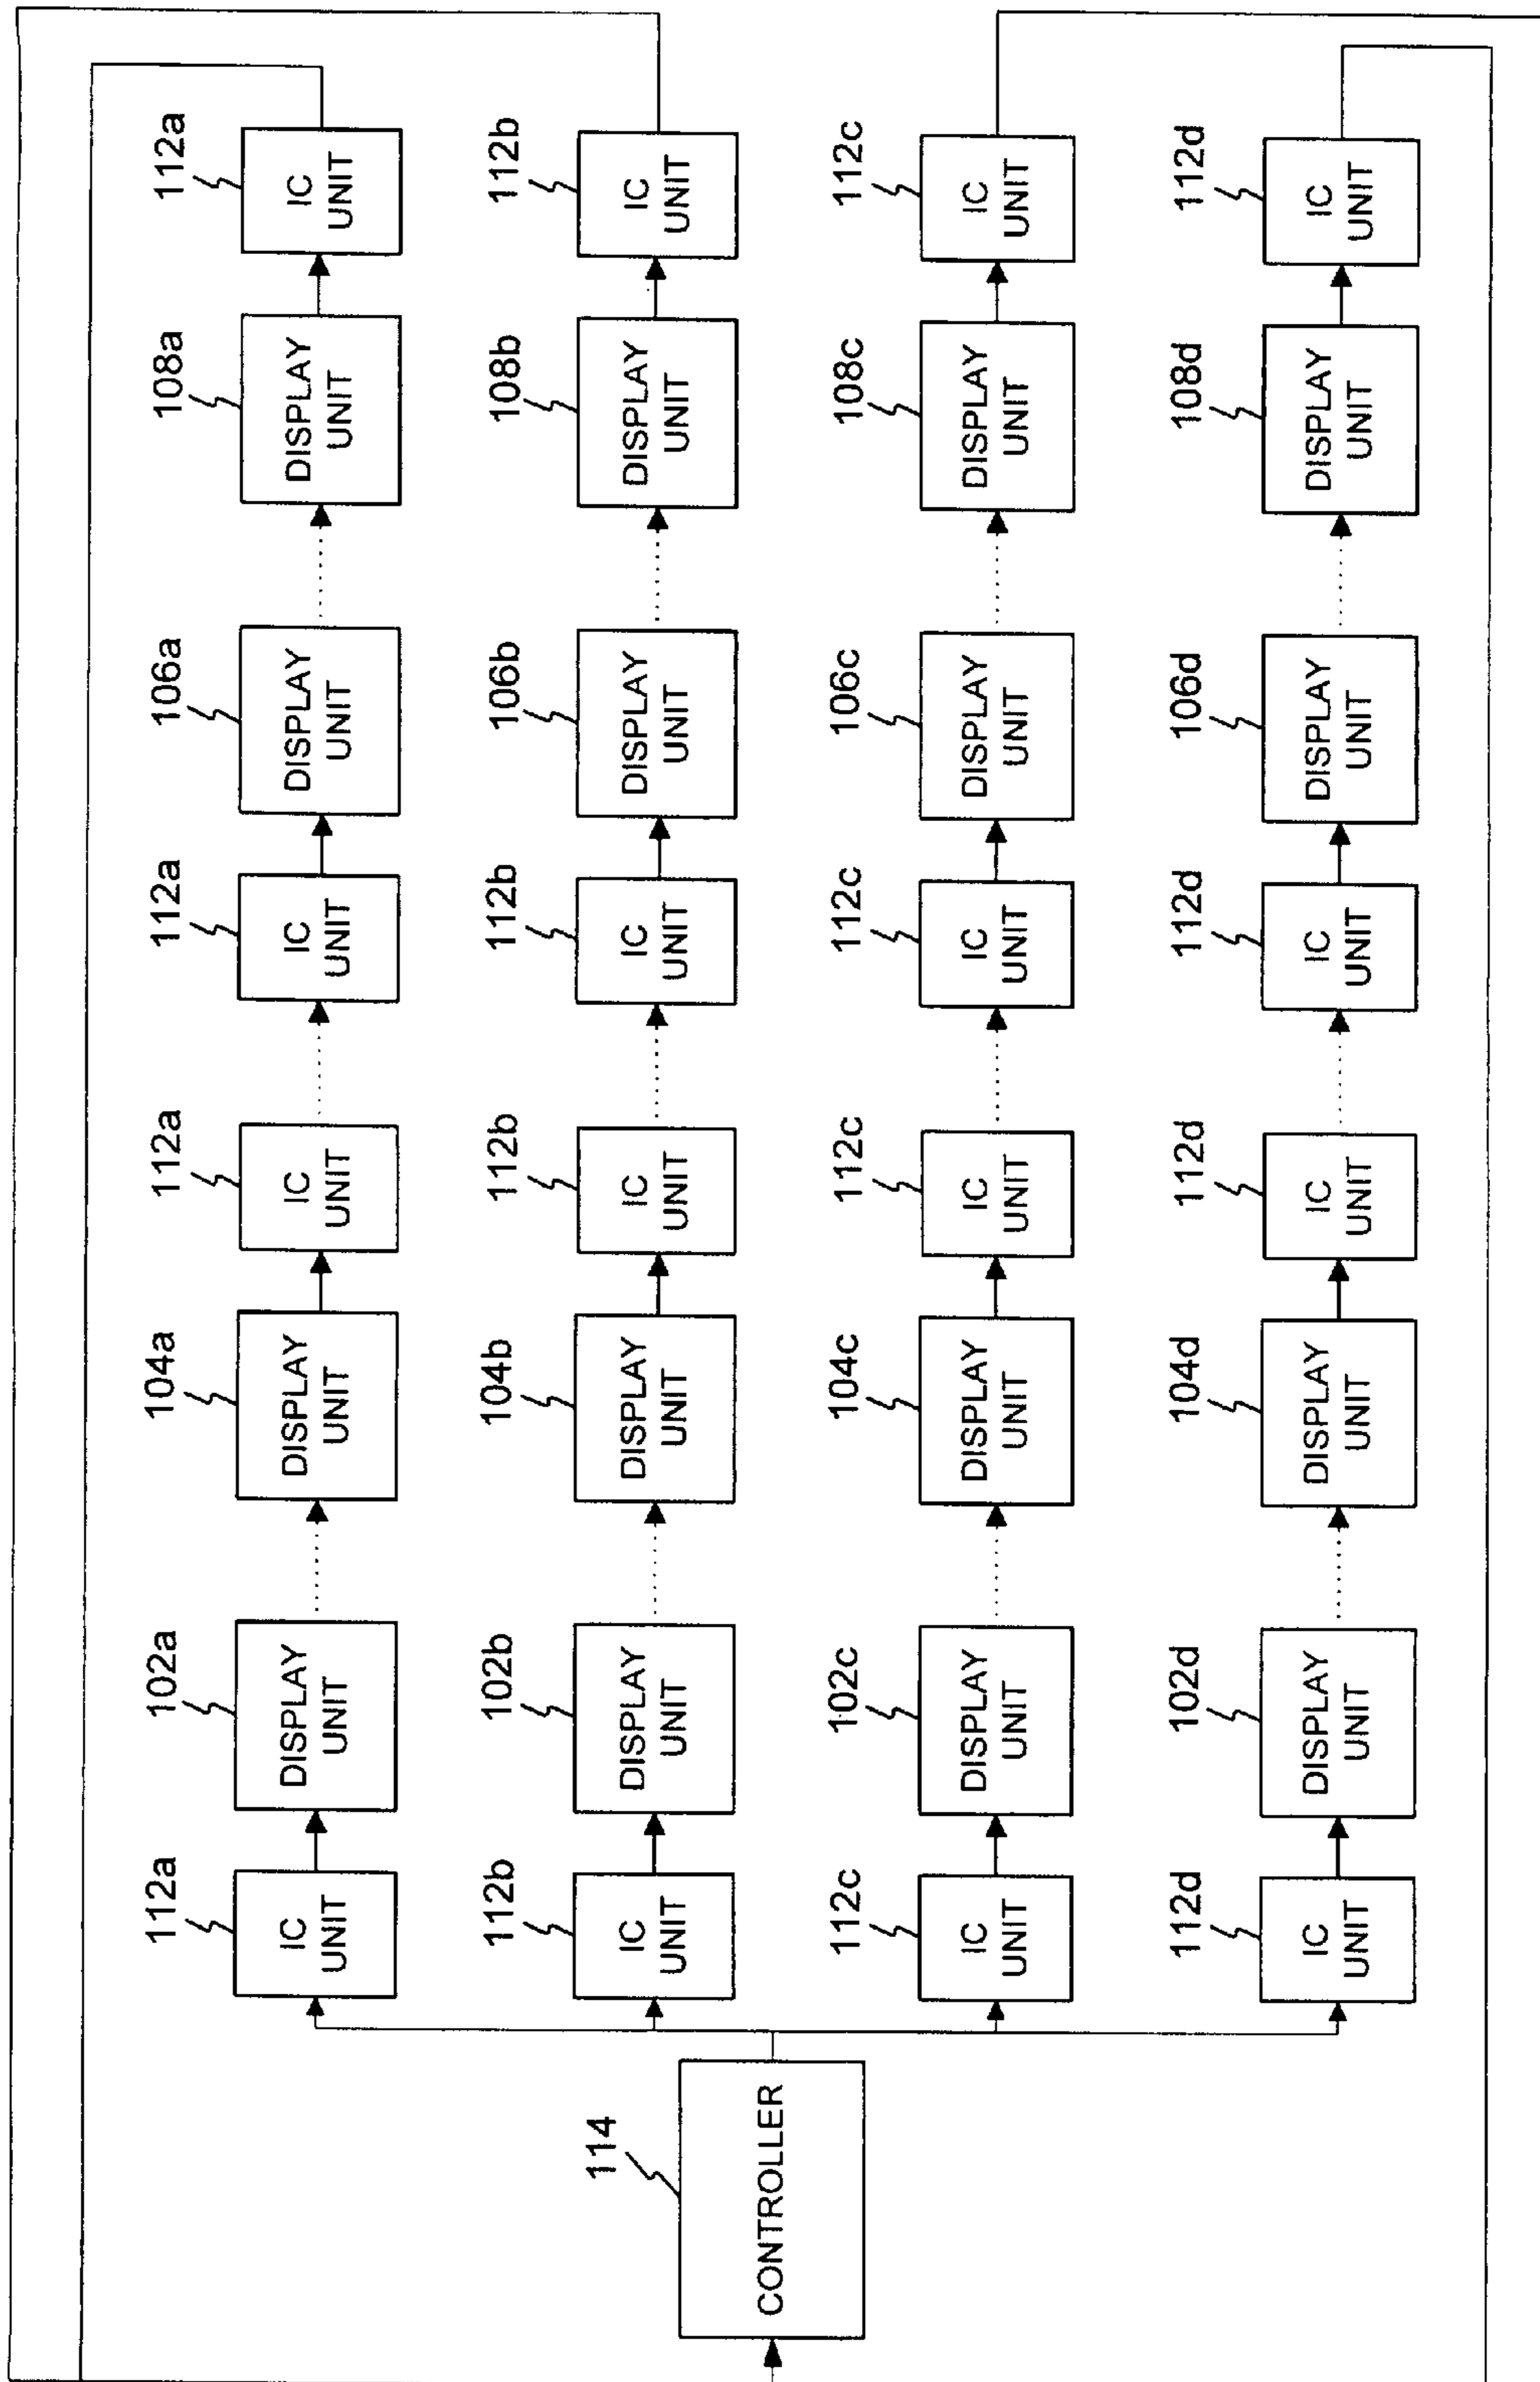 112a
IC
UNIT
102a
DISPLAY
UNIT
104a
DISPLAY
UNIT
112a
IC
UNIT
112a
IC
UNIT
106a
DISPLAY
UNIT
108a
DISPLAY
UNIT
112a
IC
UNIT
112b
IC
UNIT
102b
DISPLAY
UNIT
104b
DISPLAY
UNIT
112b
IC
UNIT
112b
IC
UNIT
106b
DISPLAY
UNIT
108b
DISPLAY
UNIT
112b
IC
UNIT
114
CONTROLLER
112c
IC
UNIT
102c
DISPLAY
UNIT
104c
DISPLAY
UNIT
112c
IC
UNIT
112c
IC
UNIT
106c
DISPLAY
UNIT
108c
DISPLAY
UNIT
112c
IC
UNIT
112d
IC
UNIT
102d
DISPLAY
UNIT
104d
DISPLAY
UNIT
112d
IC
UNIT
112d
IC
UNIT
106d
DISPLAY
UNIT
108d
DISPLAY
UNIT
112d
IC
UNIT